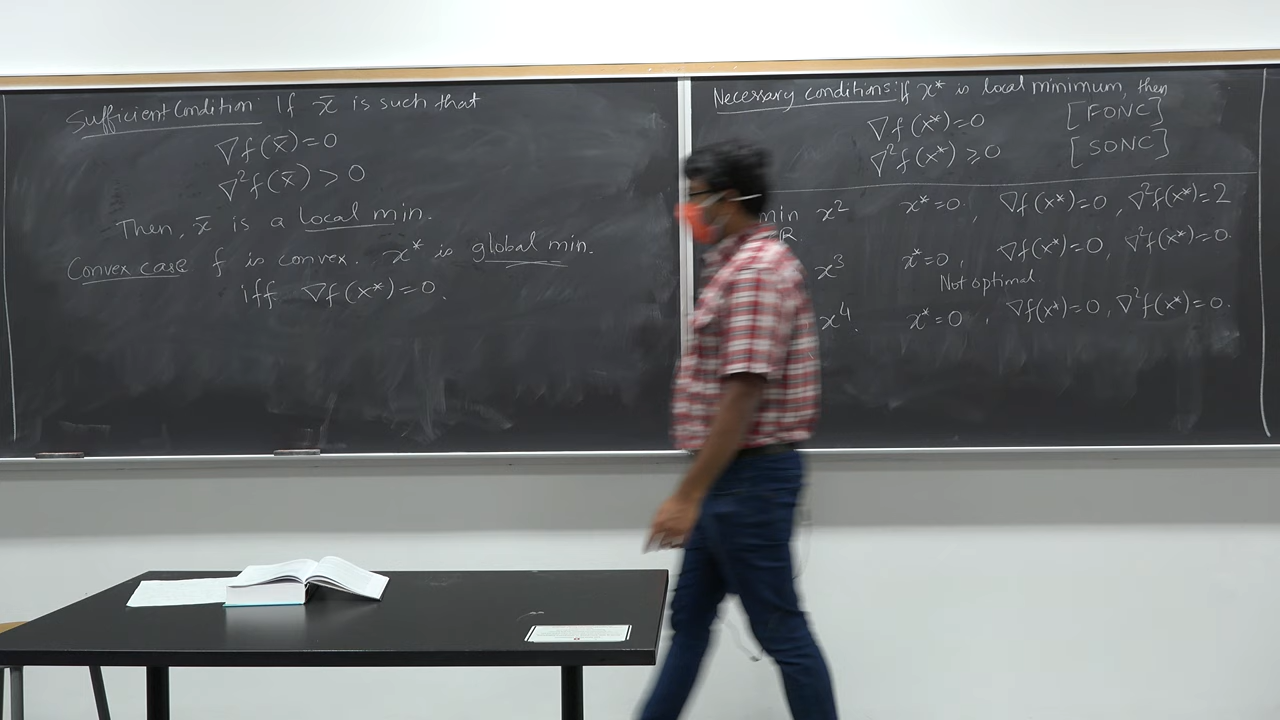 Sufficient Condition: If x̄ is such that
∇f(x̄)=0
∇²f(x̄) > 0
Then, x̄ is a local min.
Convex case f is convex. x* is global min.
iff ∇f(x*)=0.
Necessary conditions: If x* is local minimum, then
∇f(x*)=0 [FONC]
∇²f(x*) ⩾ 0 [SONC]
min x² x*=0, ∇f(x*)=0, ∇²f(x*)=2
R.
x³ x*=0, ∇f(x*)=0, ∇²f(x*)=0.
Not optimal
x⁴. x*=0, ∇f(x*)=0, ∇²f(x*)=0.